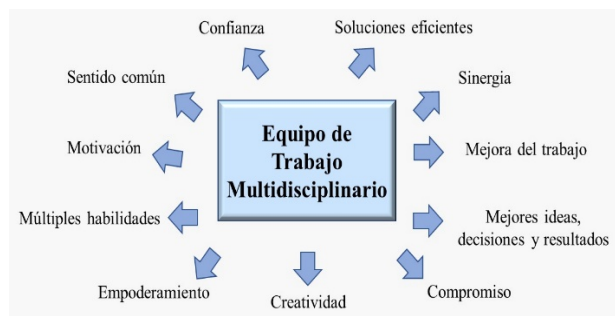 Confianza
Soluciones eficientes
Sentido común
Sinergia
Equipo de
Trabajo
Multidisciplinario
Motivación
Mejora del trabajo
Múltiples habilidades
Mejores ideas,
decisiones y resultados
Empoderamiento
Creatividad
Compromiso